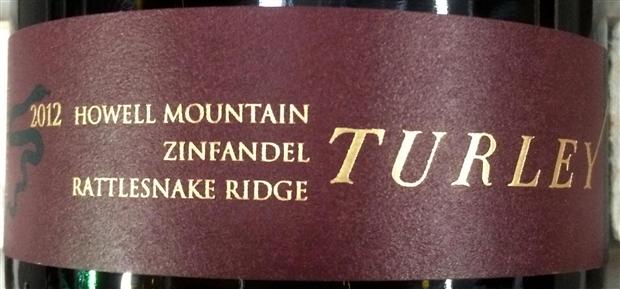 2012 HOWELL MOUNTAIN
ZINFANDEL
RATTLESNAKE RIDGE
TURLEY